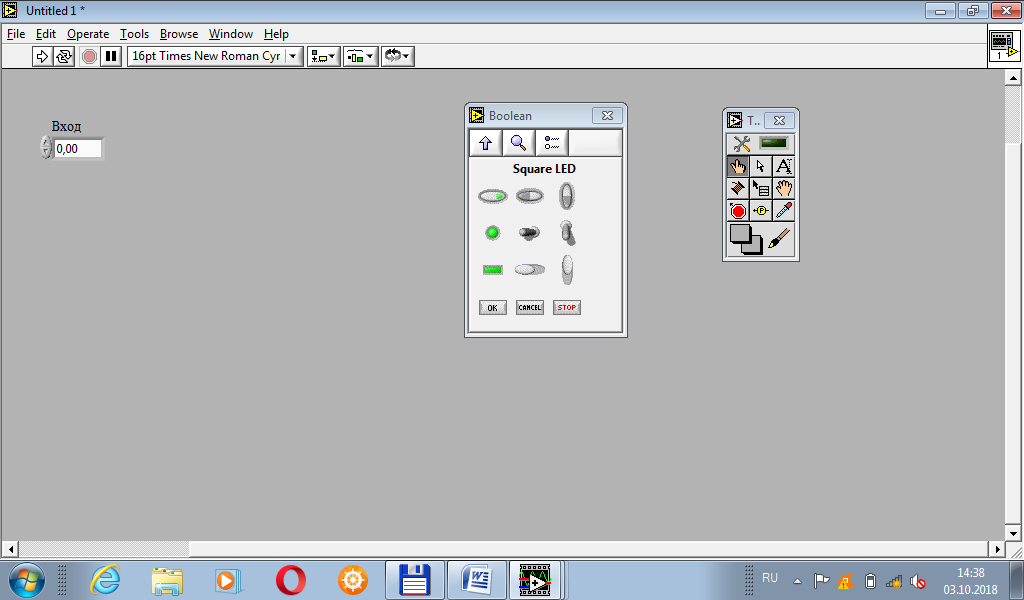 Untitled 1 *
File Edit Operate Tools Browse Window Help
16pt Times New Roman Cyr
1
Вход
0,00
Boolean
Square LED
OK CANCEL STOP
T..
A
P
W
RU
14:38
03.10.2018